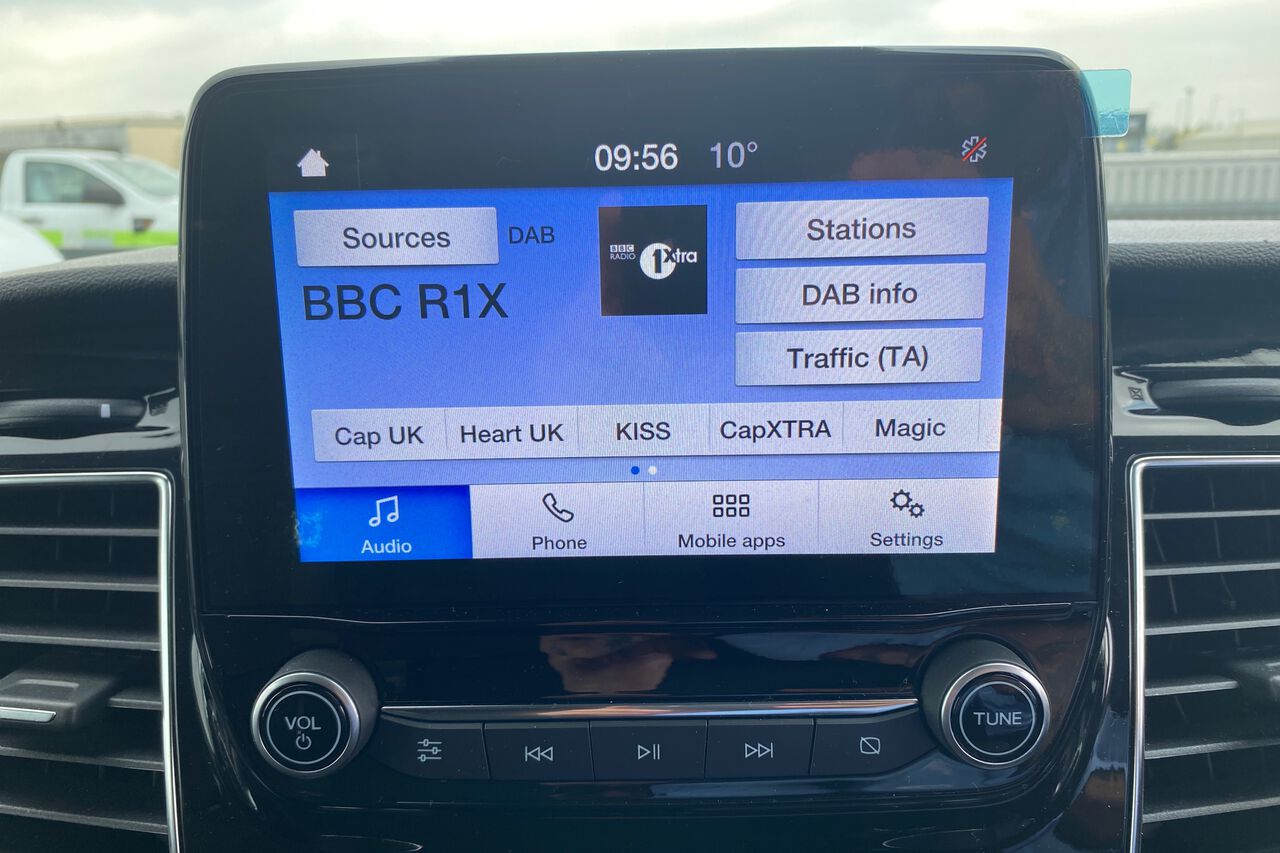 09:56 10°
Sources DAB
BBC R1X
BBC
RADIO
1Xtra
Stations
DAB info
Traffic (TA)
Cap UK Heart UK KISS CapXTRA Magic
Audio Phone Mobile apps Settings
VOL
TUNE